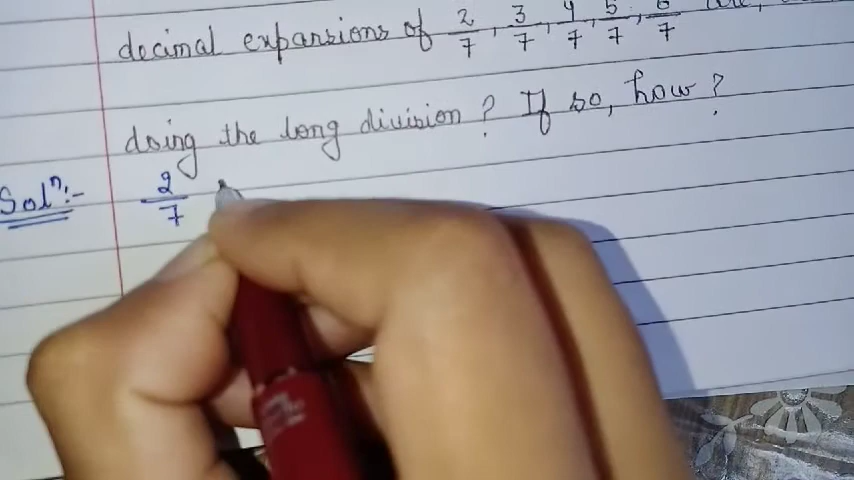 decimal expansions of 2/7, 3/7, 4/7, 5/7, 6/7 are,
doing the long division? If so, how?
Solⁿ:- 2/7